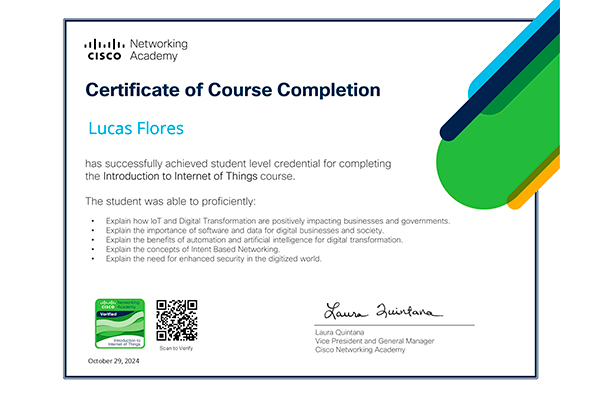 CISCO Networking Academy
Certificate of Course Completion
Lucas Flores
has successfully achieved student level credential for completing
the Introduction to Internet of Things course.
The student was able to proficiently:
• Explain how IoT and Digital Transformation are positively impacting businesses and governments.
• Explain the importance of software and data for digital businesses and society.
• Explain the benefits of automation and artificial intelligence for digital transformation.
• Explain the concepts of Intent Based Networking.
• Explain the need for enhanced security in the digitized world.
CISCO Networking Academy
Verified
Introduction to
Internet of Things
Scan to Verify
October 29, 2024
Laura Quintana
Laura Quintana
Vice President and General Manager
Cisco Networking Academy